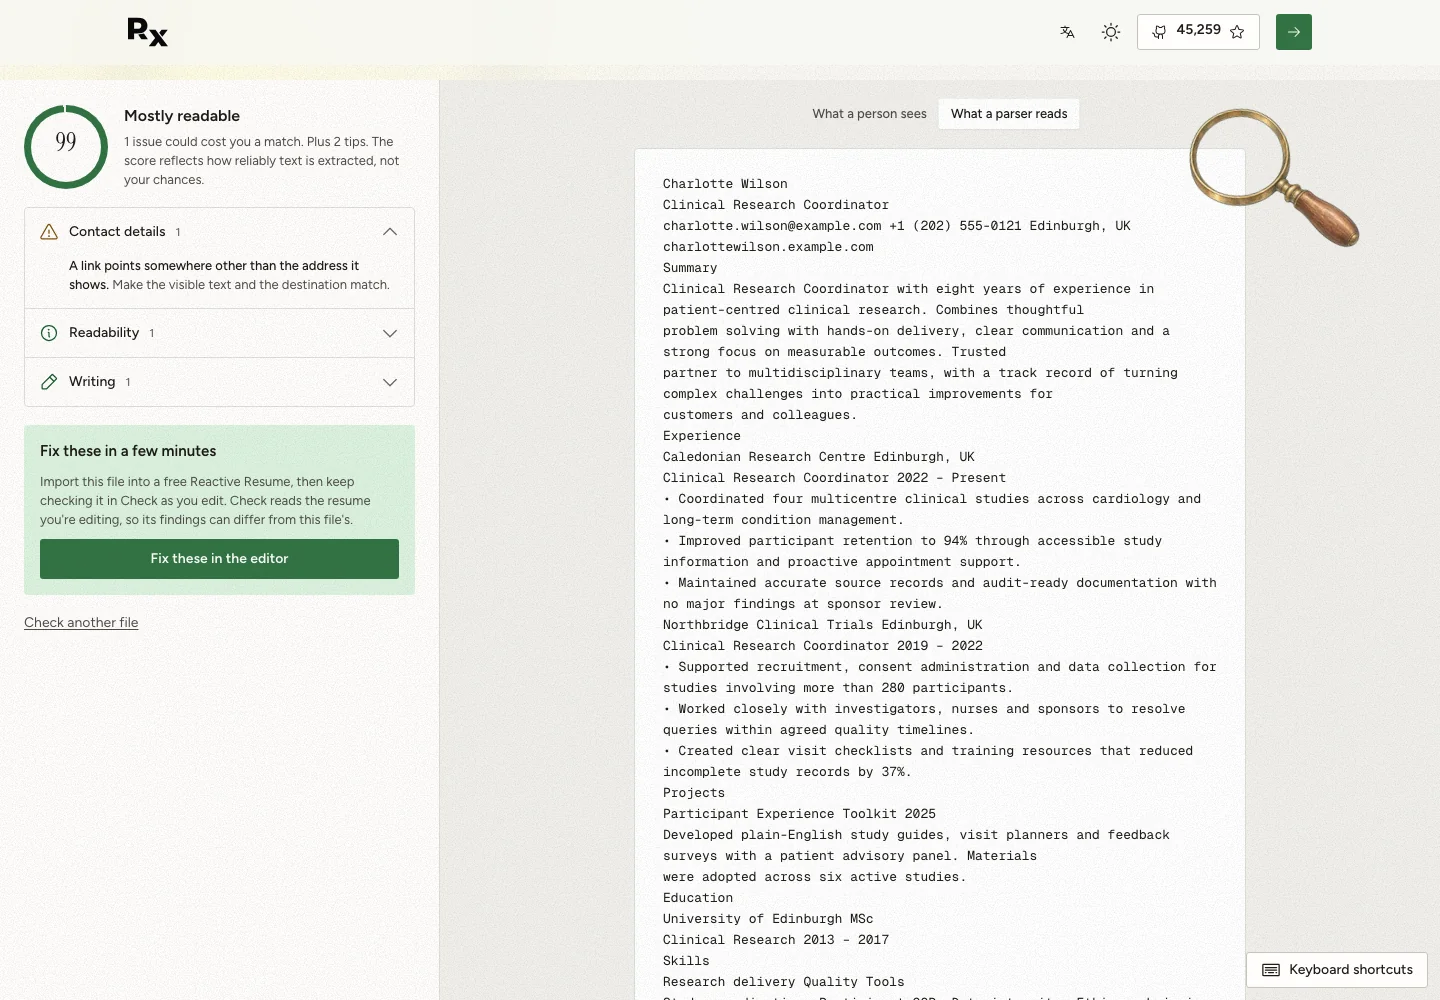 Rx
45,259
99
Mostly readable
1 issue could cost you a match. Plus 2 tips. The
score reflects how reliably text is extracted, not
your chances.
Contact details 1
A link points somewhere other than the address it
shows. Make the visible text and the destination match.
Readability 1
Writing 1
Fix these in a few minutes
Import this file into a free Reactive Resume, then keep
checking it in Check as you edit. Check reads the resume
you're editing, so its findings can differ from this file's.
Fix these in the editor
Check another file
What a person sees
What a parser reads
Charlotte Wilson
Clinical Research Coordinator
charlotte.wilson@example.com +1 (202) 555-0121 Edinburgh, UK
charlottewilson.example.com
Summary
Clinical Research Coordinator with eight years of experience in
patient-centred clinical research. Combines thoughtful
problem solving with hands-on delivery, clear communication and a
strong focus on measurable outcomes. Trusted
partner to multidisciplinary teams, with a track record of turning
complex challenges into practical improvements for
customers and colleagues.
Experience
Caledonian Research Centre Edinburgh, UK
Clinical Research Coordinator 2022 – Present
• Coordinated four multicentre clinical studies across cardiology and
long-term condition management.
• Improved participant retention to 94% through accessible study
information and proactive appointment support.
• Maintained accurate source records and audit-ready documentation with
no major findings at sponsor review.
Northbridge Clinical Trials Edinburgh, UK
Clinical Research Coordinator 2019 – 2022
• Supported recruitment, consent administration and data collection for
studies involving more than 280 participants.
• Worked closely with investigators, nurses and sponsors to resolve
queries within agreed quality timelines.
• Created clear visit checklists and training resources that reduced
incomplete study records by 37%.
Projects
Participant Experience Toolkit 2025
Developed plain-English study guides, visit planners and feedback
surveys with a patient advisory panel. Materials
were adopted across six active studies.
Education
University of Edinburgh MSc
Clinical Research 2013 – 2017
Skills
Research delivery Quality Tools
Keyboard shortcuts